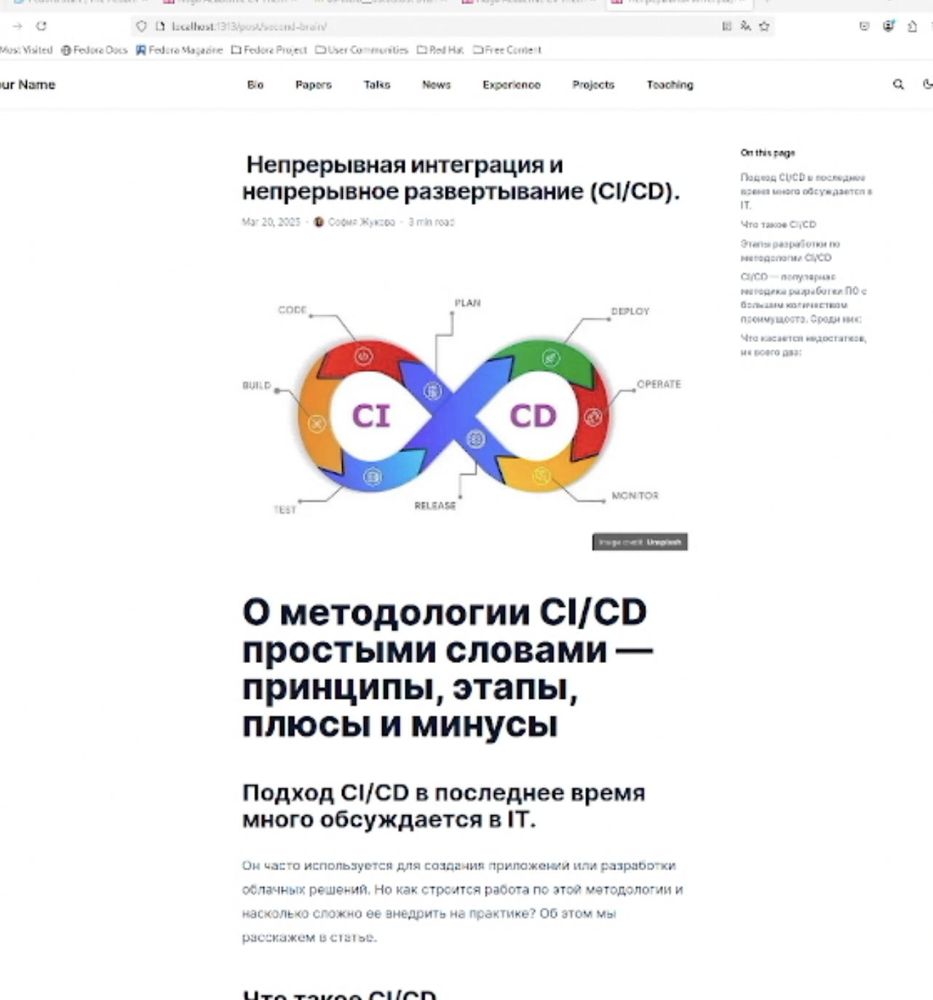 localhost:1313/post/second-brain/
Most Visited Fedora Docs Fedora Magazine Fedora Project User Communities Red Hat Free Content
ur Name Bio Papers Talks News Experience Projects Teaching
Непрерывная интеграция и
непрерывное развертывание (CI/CD).
Mar 20, 2025 · София Жукова · 3 min read
PLAN
CODE
DEPLOY
BUILD
OPERATE
CI
CD
TEST
RELEASE
MONITOR
Image credit: Unsplash
О методологии CI/CD
простыми словами —
принципы, этапы,
плюсы и минусы
Подход CI/CD в последнее время
много обсуждается в IT.
Он часто используется для создания приложений или разработки
облачных решений. Но как строится работа по этой методологии и
насколько сложно ее внедрить на практике? Об этом мы
расскажем в статье.
Что такое CI/CD
On this page
Подход CI/CD в последнее
время много обсуждается в
IT.
Что такое CI/CD
Этапы разработки по
методологии CI/CD
CI/CD — популярная
методика разработки ПО с
большим количеством
преимуществ. Среди них:
Что касается недостатков,
их всего два: